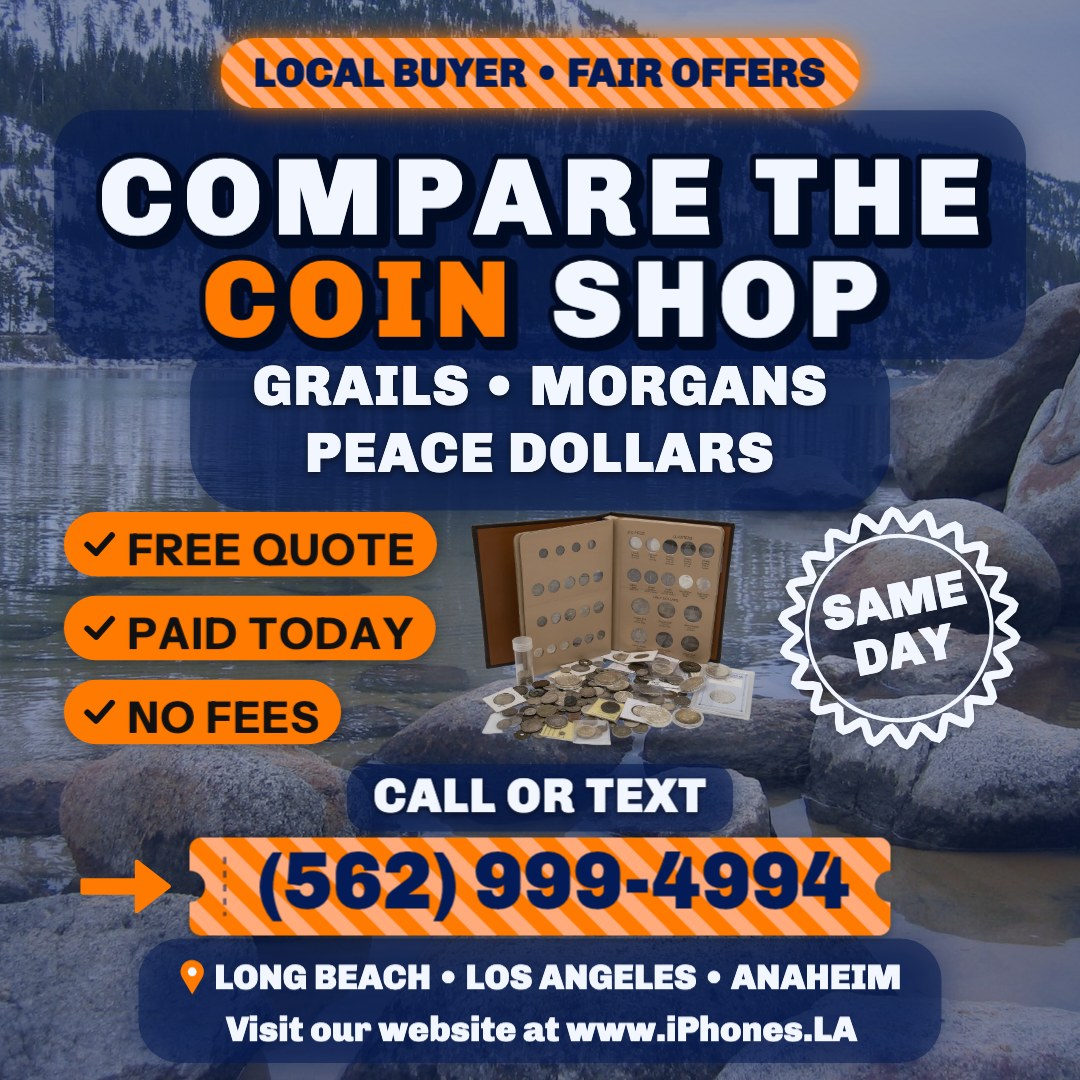 LOCAL BUYER • FAIR OFFERS
COMPARE THE
COIN SHOP
GRAILS • MORGANS
PEACE DOLLARS
FREE QUOTE
PAID TODAY
NO FEES
SAME
DAY
CALL OR TEXT
(562) 999-4994
LONG BEACH • LOS ANGELES • ANAHEIM
Visit our website at www.iPhones.LA